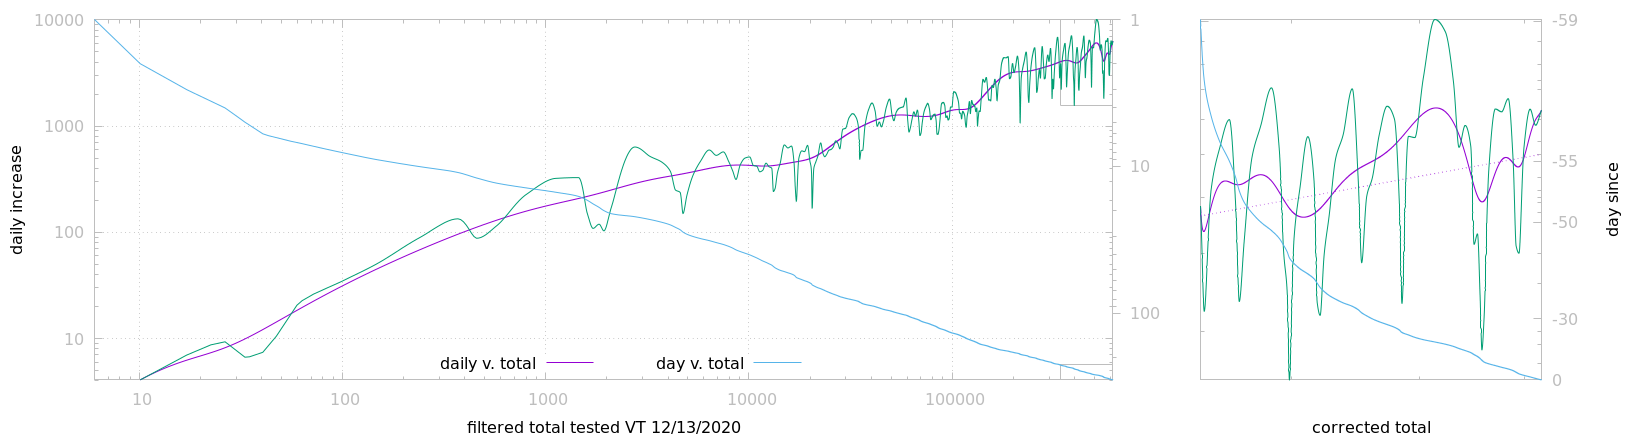 daily increase
10000
1000
100
10
10
100
1000
10000
100000
filtered total tested VT 12/13/2020
daily v. total
day v. total
1
10
100
-59
-55
-50
-30
0
day since
corrected total